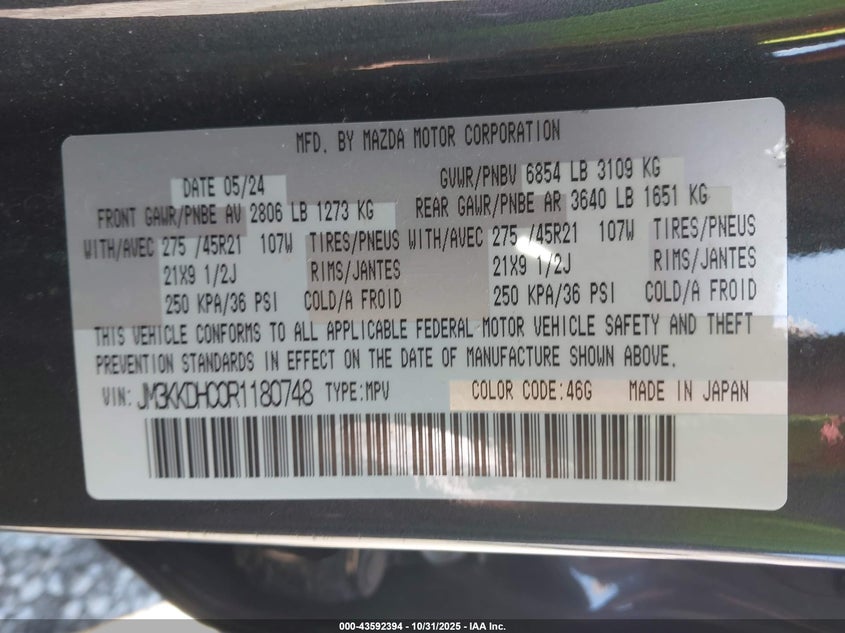 MFD. BY MAZDA MOTOR CORPORATION
DATE 05/24 GVWR/PNBV 6854 LB 3109 KG
FRONT GAWR/PNBE AV 2806 LB 1273 KG REAR GAWR/PNBE AR 3640 LB 1651 KG
WITH/AVEC 275 /45R21 107W TIRES/PNEUS WITH/AVEC 275 /45R21 107W TIRES/PNEUS
21X9 1/2J RIMS/JANTES 21X9 1/2J RIMS/JANTES
250 KPA/36 PSI COLD/A FROID 250 KPA/36 PSI COLD/A FROID
THIS VEHICLE CONFORMS TO ALL APPLICABLE FEDERAL MOTOR VEHICLE SAFETY AND THEFT
PREVENTION STANDARDS IN EFFECT ON THE DATE OF MANUFACTURE SHOWN ABOVE.
VIN: JM3KKDHC0R1180748 TYPE:MPV COLOR CODE:46G MADE IN JAPAN
000-43592394 - 10/31/2025 - IAA Inc.